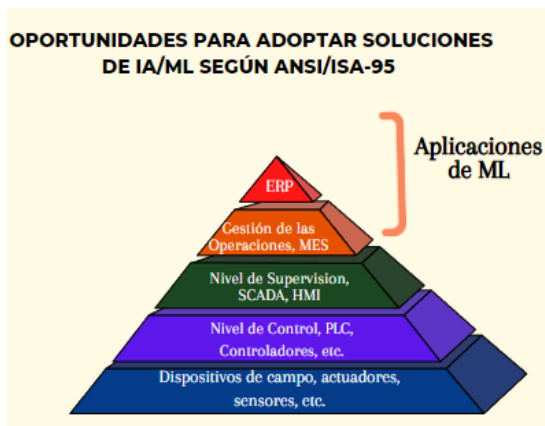 OPORTUNIDADES PARA ADOPTAR SOLUCIONES
DE IA/ML SEGÚN ANSI/ISA-95
Aplicaciones
de ML
ERP
Gestión de las
Operaciones, MES
Nivel de Supervision,
SCADA, HMI
Nivel de Control, PLC,
Controladores, etc.
Dispositivos de campo, actuadores,
sensores, etc.